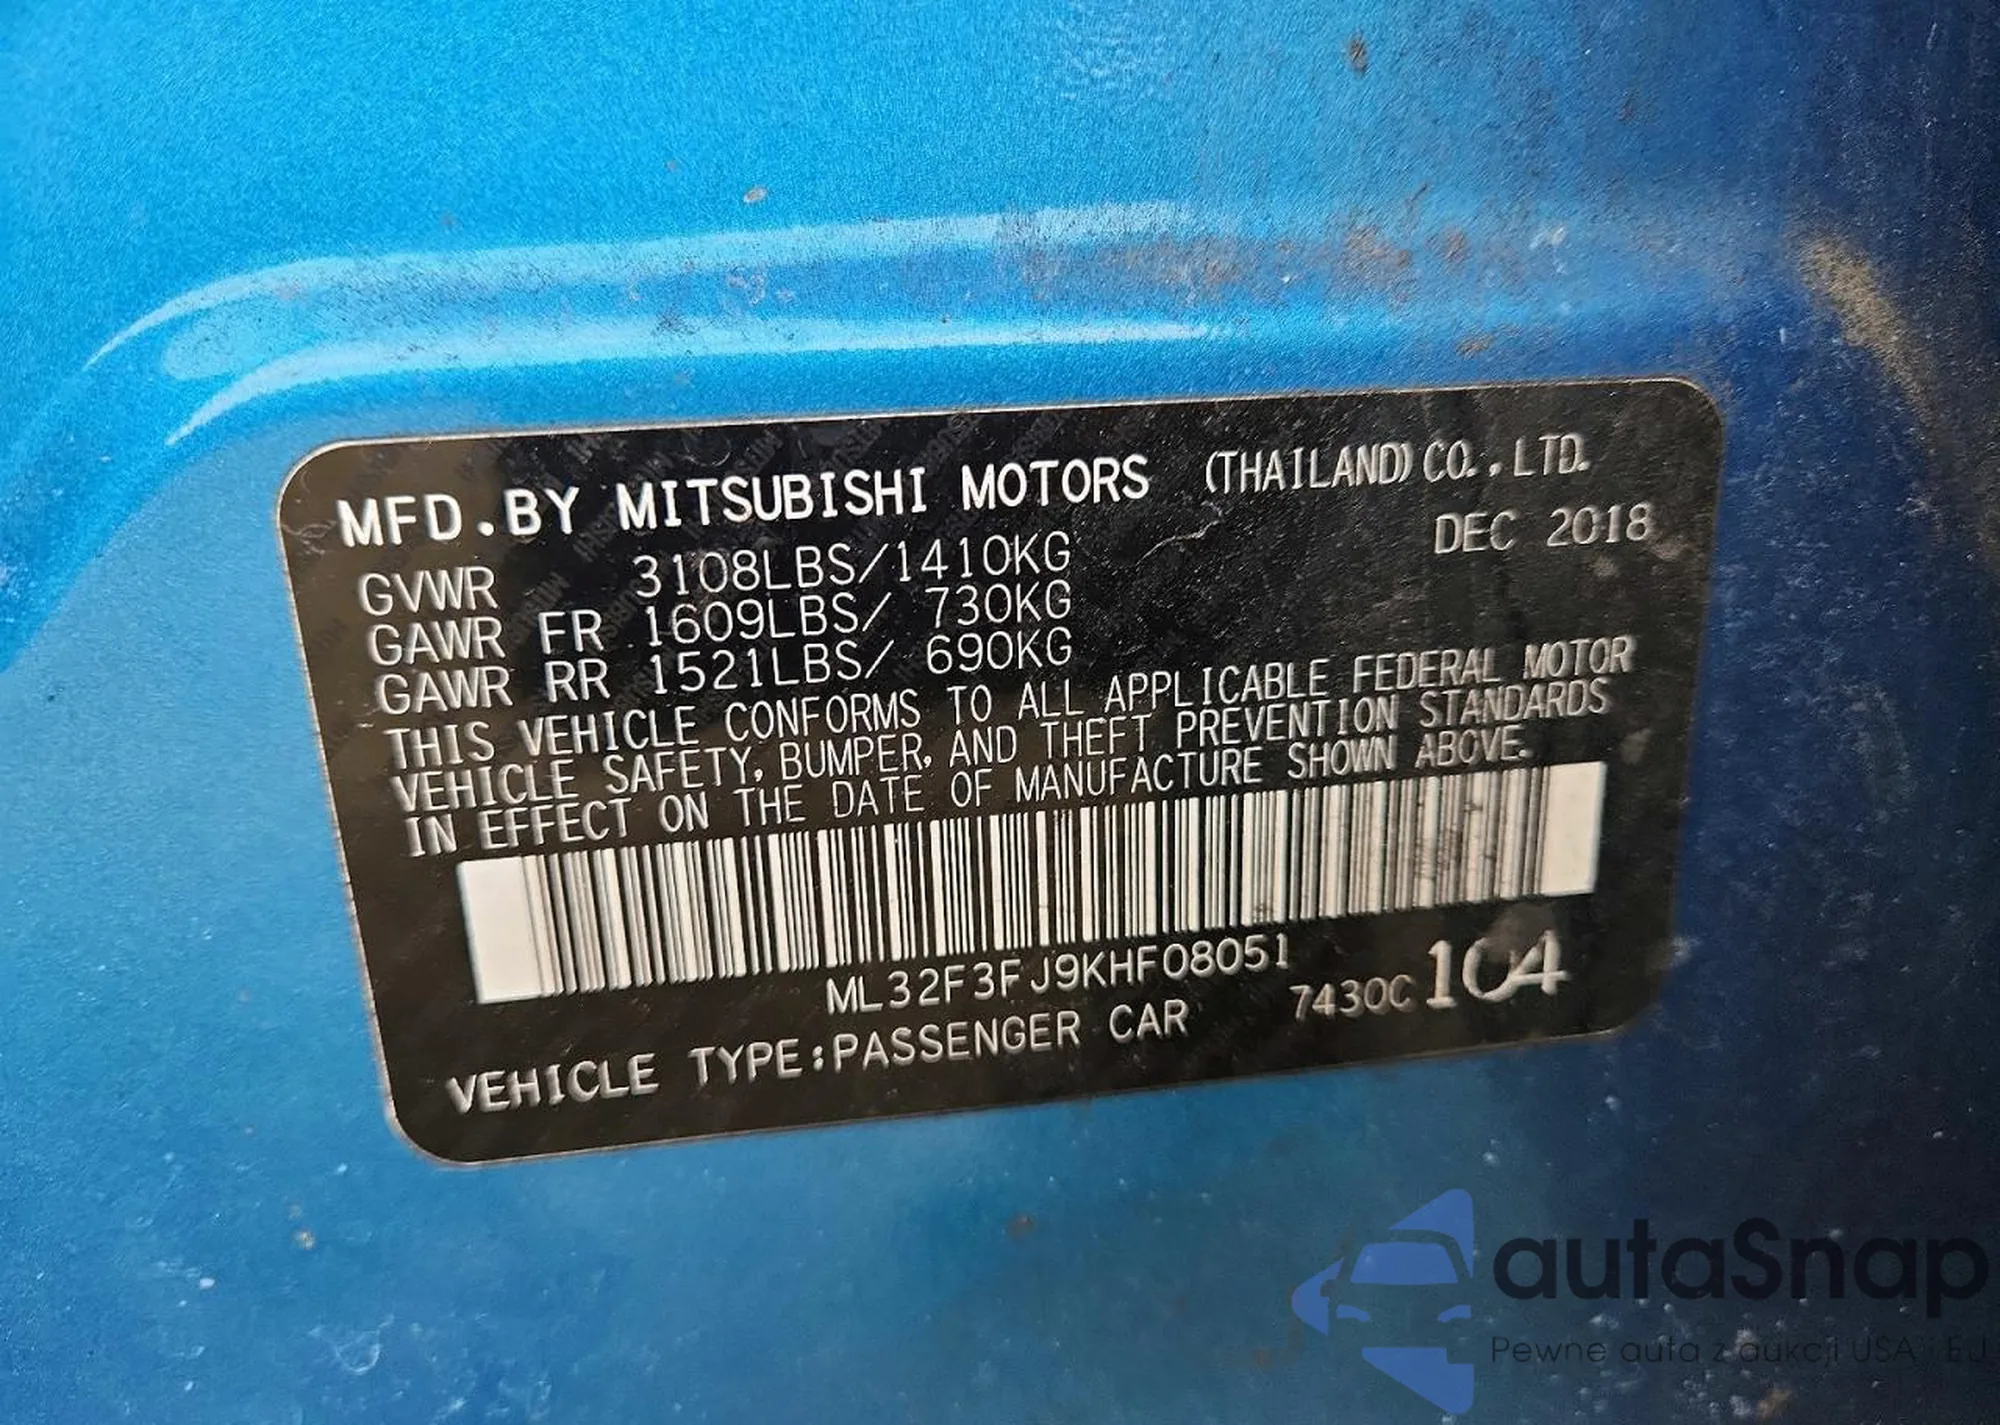 MFD.BY MITSUBISHI MOTORS (THAILAND) CO.,LTD.
DEC 2018
GVWR 3108LBS/1410KG
GAWR FR 1609LBS/ 730KG
GAWR RR 1521LBS/ 690KG
THIS VEHICLE CONFORMS TO ALL APPLICABLE FEDERAL MOTOR
VEHICLE SAFETY, BUMPER, AND THEFT PREVENTION STANDARDS
IN EFFECT ON THE DATE OF MANUFACTURE SHOWN ABOVE.
ML32F3FJ9KHF08051
VEHICLE TYPE:PASSENGER CAR 7430C 104
autaSnap
Pewne auta z aukcji USA i EU